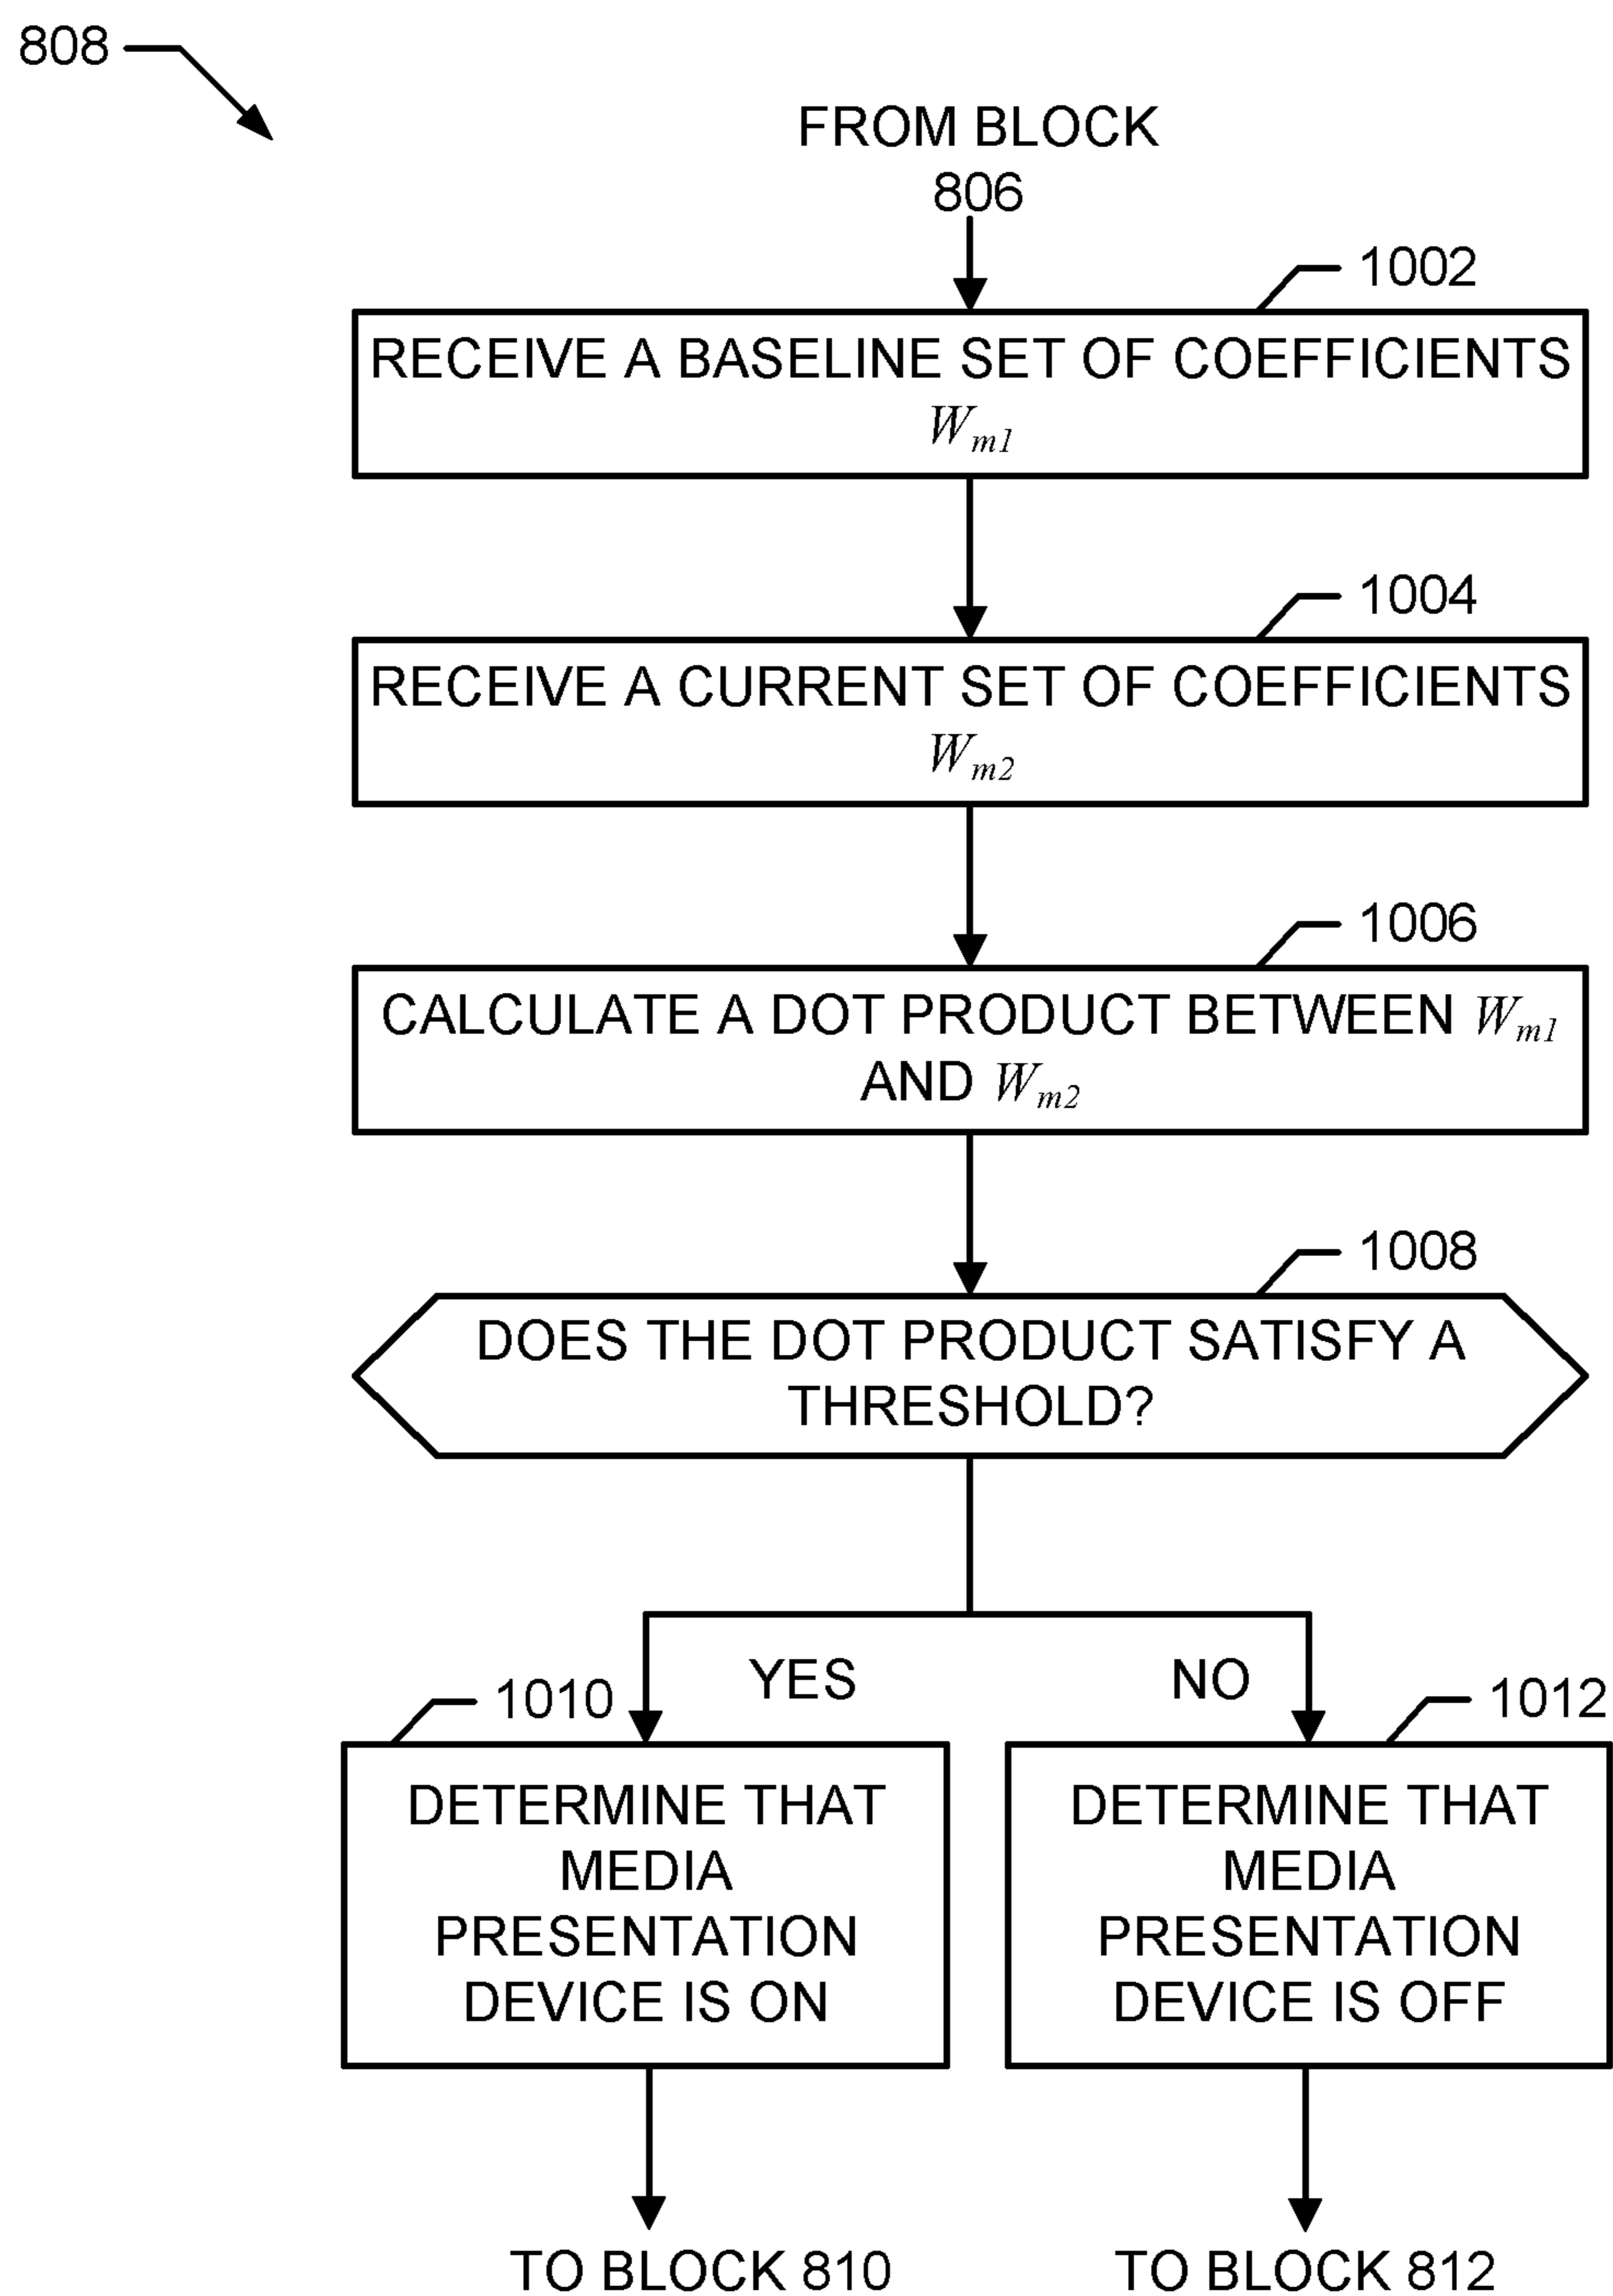 808
FROM BLOCK
806
1002
RECEIVE A BASELINE SET OF COEFFICIENTS
Wm1
1004
RECEIVE A CURRENT SET OF COEFFICIENTS
Wm2
1006
CALCULATE A DOT PRODUCT BETWEEN Wm1
AND Wm2
1008
DOES THE DOT PRODUCT SATISFY A
THRESHOLD?
YES
NO
1010
1012
DETERMINE THAT
MEDIA
PRESENTATION
DEVICE IS ON
DETERMINE THAT
MEDIA
PRESENTATION
DEVICE IS OFF
TO BLOCK 810
TO BLOCK 812